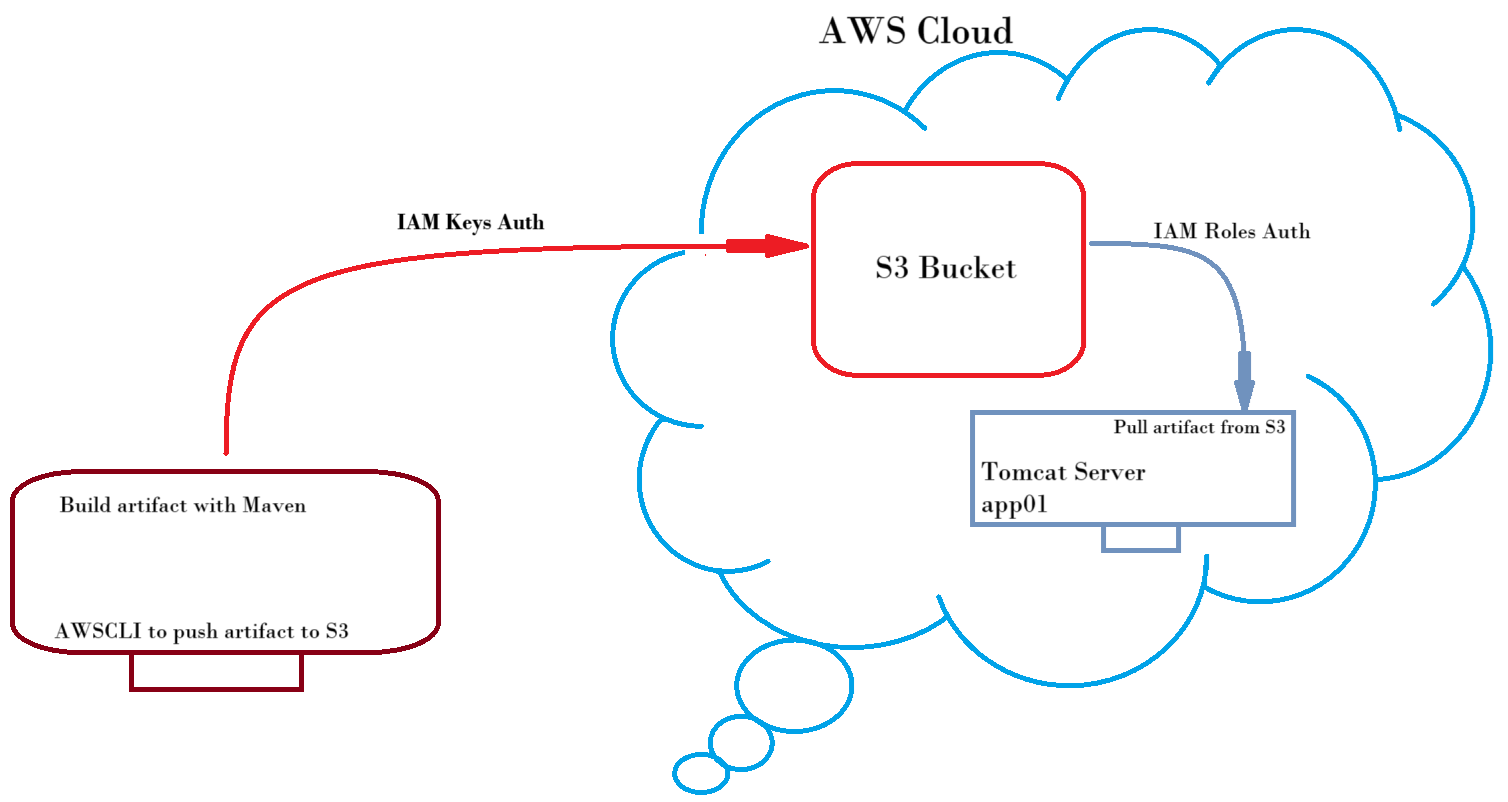 AWS Cloud
IAM Keys Auth
S3 Bucket
IAM Roles Auth
Pull artifact from S3
Tomcat Server
app01
Build artifact with Maven
AWSCLI to push artifact to S3